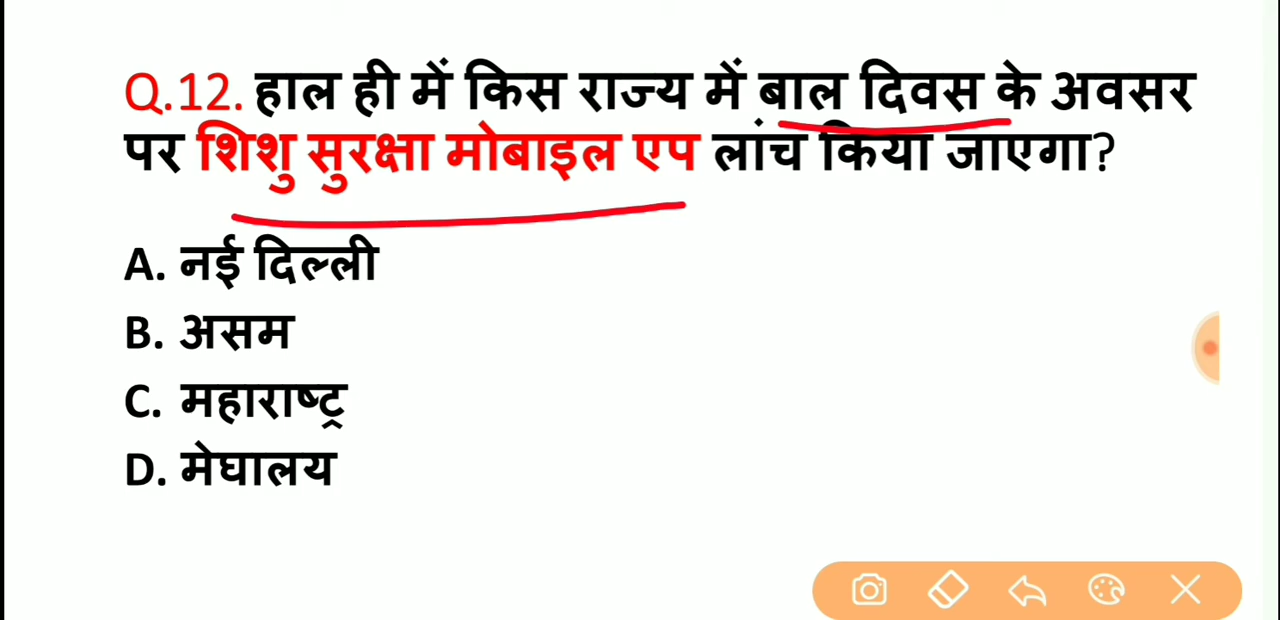 Q.12. हाल ही में किस राज्य में बाल दिवस के अवसर
पर शिशु सुरक्षा मोबाइल एप लांच किया जाएगा?
A. नई दिल्ली
B. असम
C. महाराष्ट्र
D. मेघालय